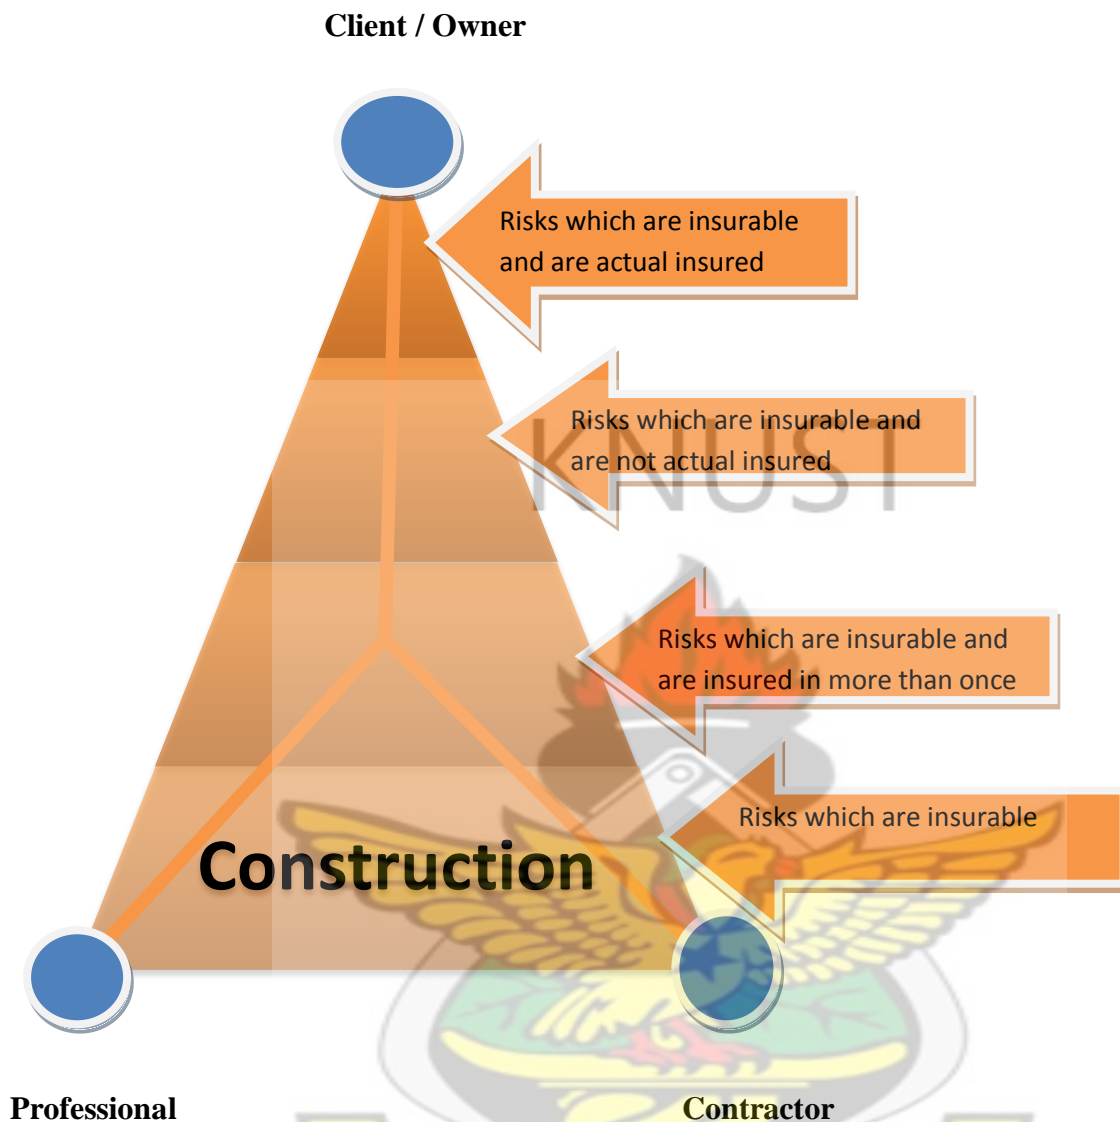 Client / Owner
Risks which are insurable
and are actual insured
Risks which are insurable and
are not actual insured
KNUST
Risks which are insurable and
are insured in more than once
Risks which are insurable
Construction
Professional
Contractor